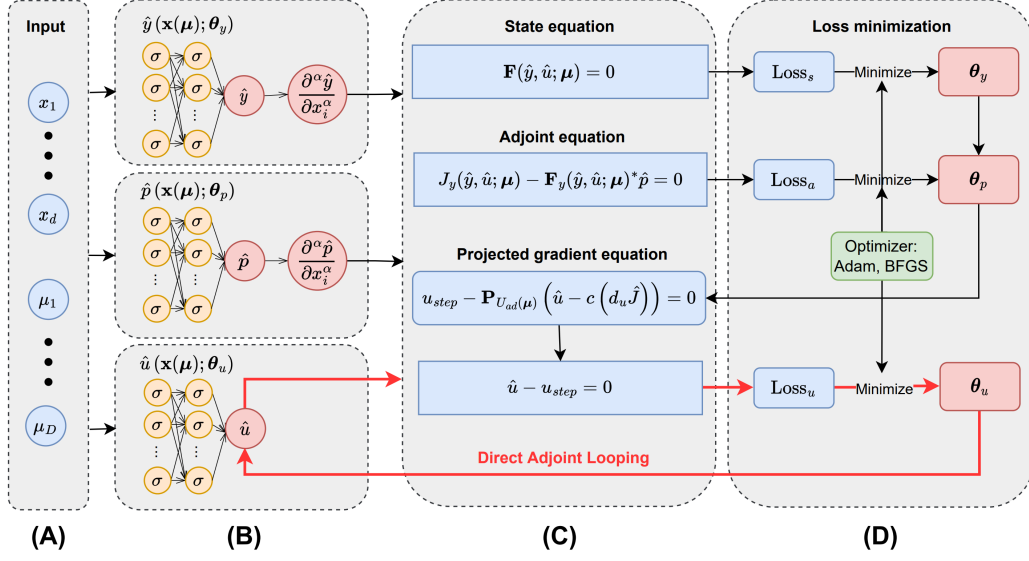 Input
x₁
x_d
μ₁
μ_D
(A)
ŷ (x(μ); θ_y)
σ σ
σ σ
⋮ ⋮
σ σ
ŷ
∂^α ŷ / ∂x_i^α
p̂ (x(μ); θ_p)
σ σ
σ σ
⋮ ⋮
σ σ
p̂
∂^α p̂ / ∂x_i^α
û (x(μ); θ_u)
σ σ
σ σ
⋮ ⋮
σ σ
û
(B)
State equation
F(ŷ, û; μ) = 0
Adjoint equation
J_y(ŷ, û; μ) − F_y(ŷ, û; μ)* p̂ = 0
Projected gradient equation
u_step − P_{U_ad(μ)} (û − c (d_u Ĵ)) = 0
û − u_step = 0
Direct Adjoint Looping
(C)
Loss minimization
Loss_s
Minimize
θ_y
Loss_a
Minimize
θ_p
Optimizer:
Adam, BFGS
Loss_u
Minimize
θ_u
(D)